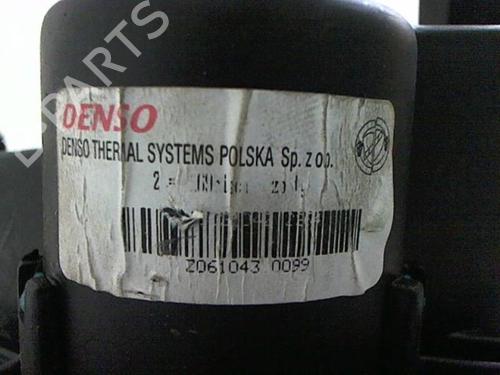 B-PARTS
DENSO
DENSO THERMAL SYSTEMS POLSKA Sp. z o.o.
Z061043 0099